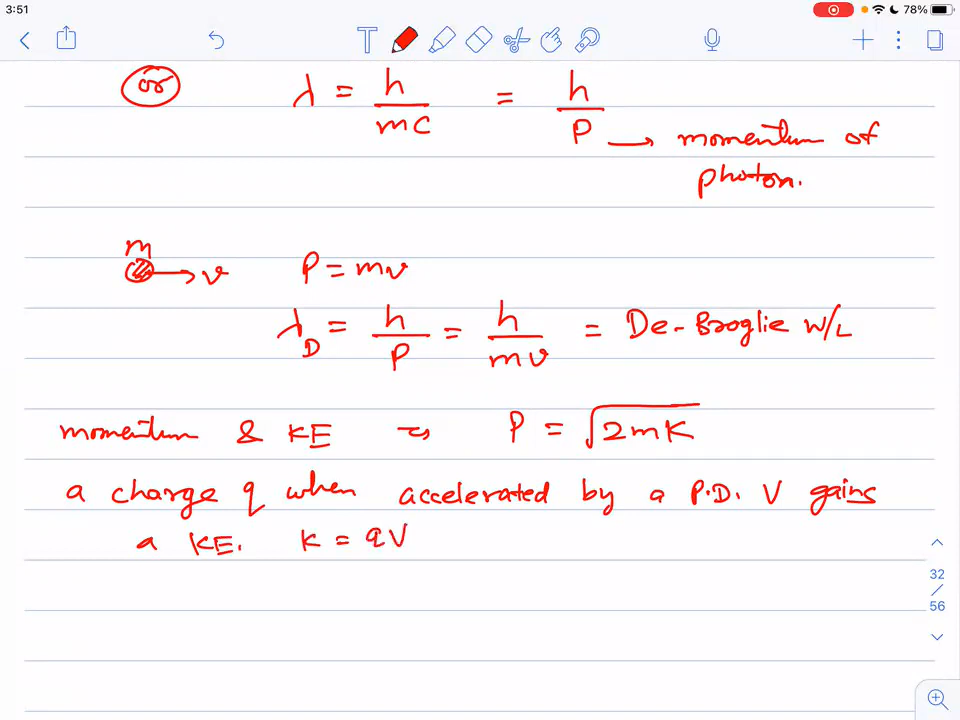 3:51
78%
T
or λ = h/mc = h/P → momentum of
photon.
m
→ v P = mv
λD = h/P = h/mv = De-Broglie W/L
momentum & KE ⇒ P = √2mK
a charge q when accelerated by a P.D. V gains
a KE. K = qV
32
/
56